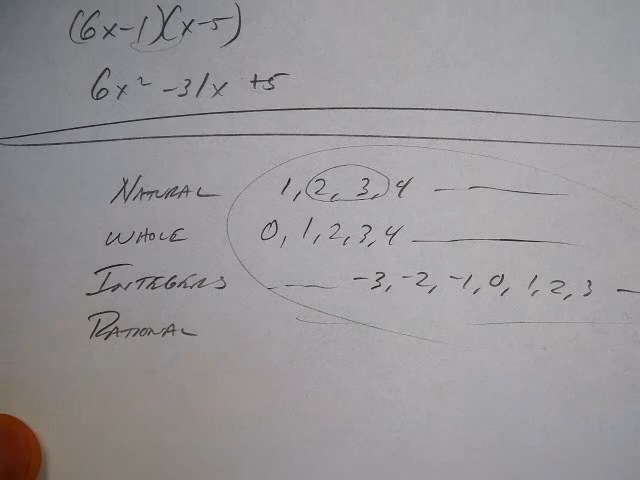 (6x-1)(x-5)
6x² -31x +5
NATURAL 1, 2, 3, 4
WHOLE 0, 1, 2, 3, 4
INTEGERS -3, -2, -1, 0, 1, 2, 3
RATIONAL